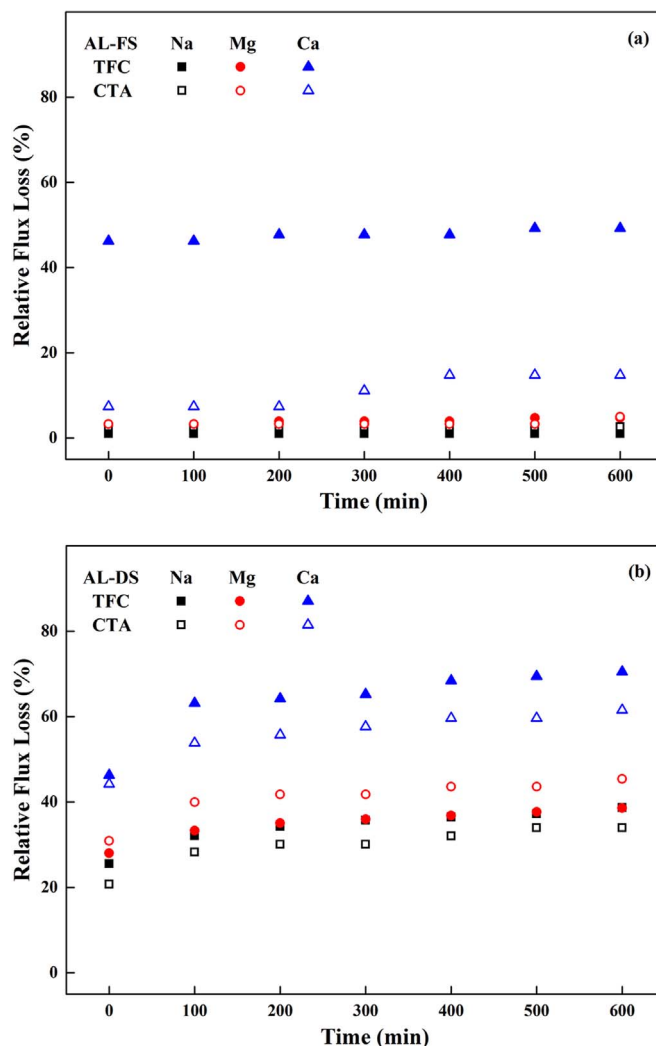 AL-FS Na Mg Ca (a)
TFC
CTA
80
60
40
20
0
Relative Flux Loss (%)
0 100 200 300 400 500 600
Time (min)
AL-DS Na Mg Ca (b)
TFC
CTA
80
60
40
20
0
Relative Flux Loss (%)
0 100 200 300 400 500 600
Time (min)